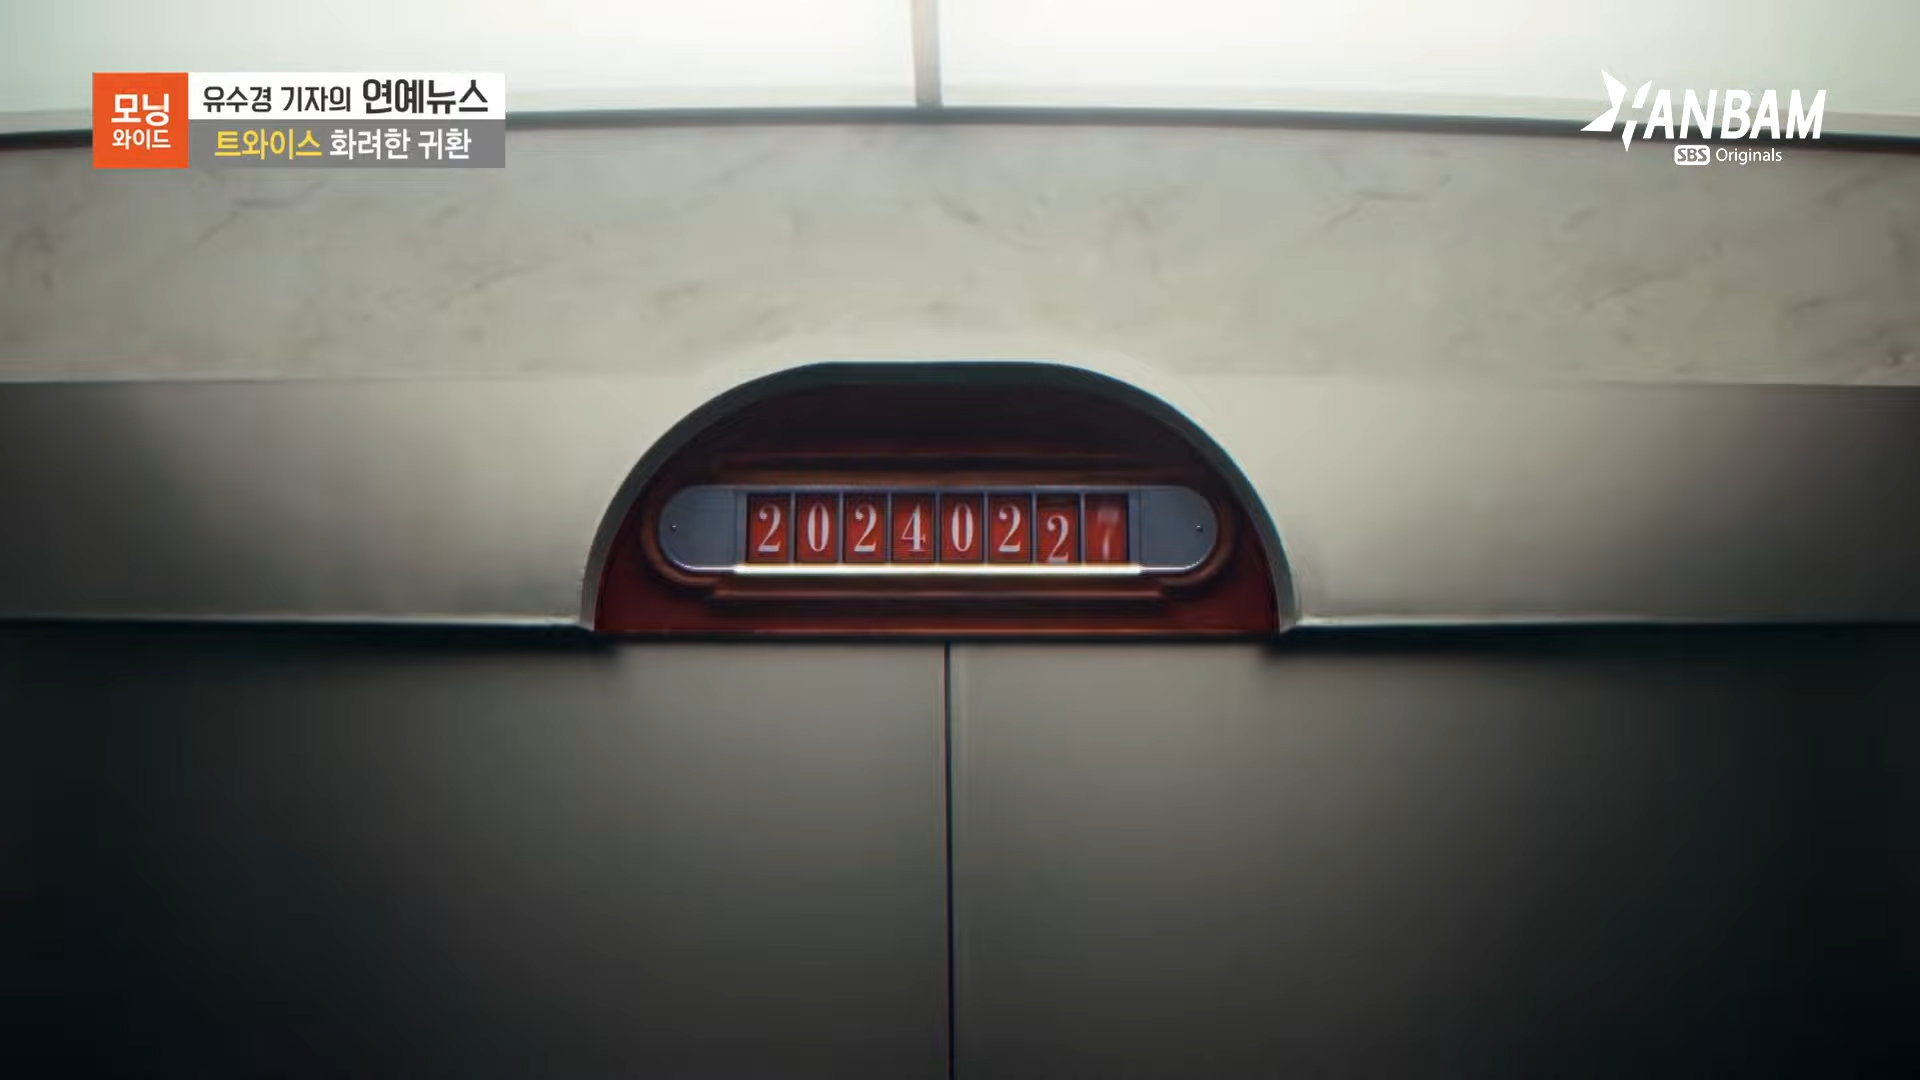 모닝
와이드
유수경 기자의 연예뉴스
트와이스 화려한 귀환
HANBAM
SBS Originals
20240227